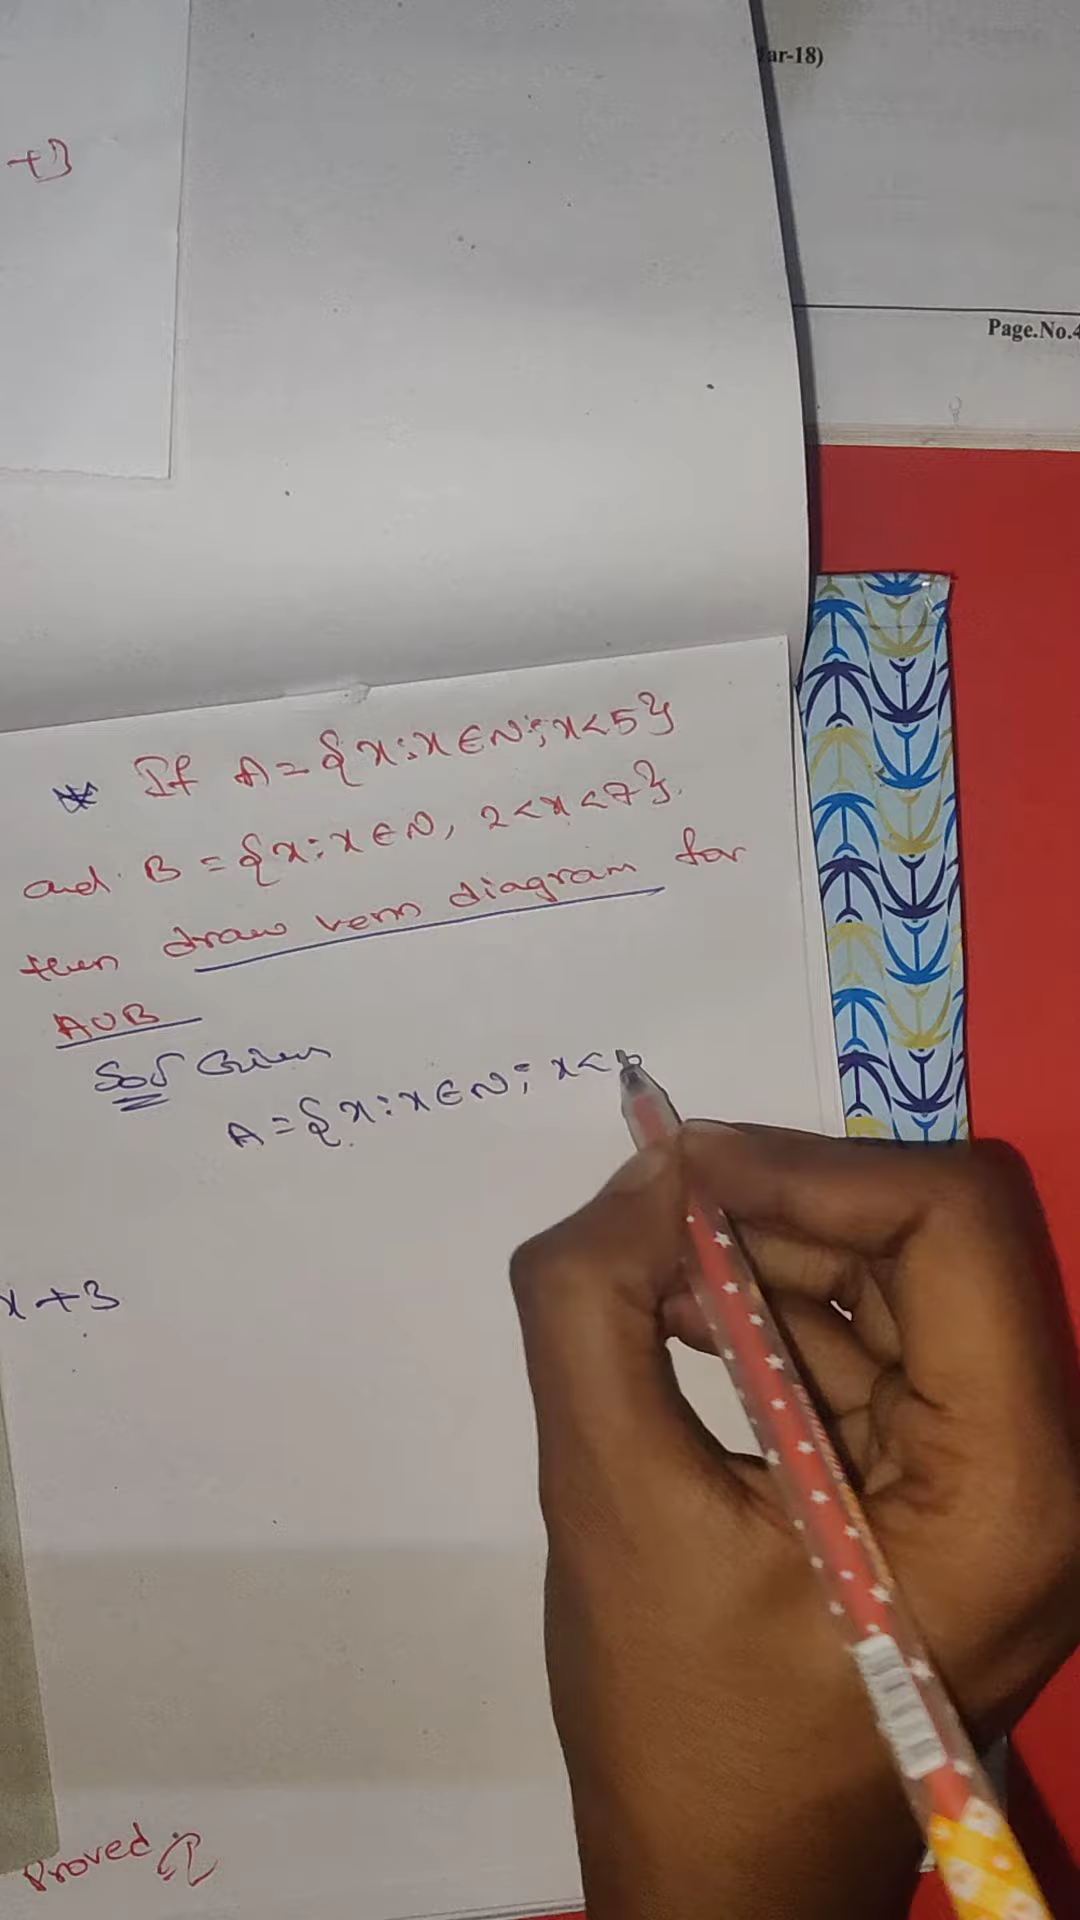 ar-18)
+3
Page.No.4
* If A = {x : x ∈ N ; x < 5}
and B = {x : x ∈ N, 2 < x < 7}.
then draw venn diagram for
A∪B
Sol Given
A = {x : x ∈ N ; x <
x + 3
Proved